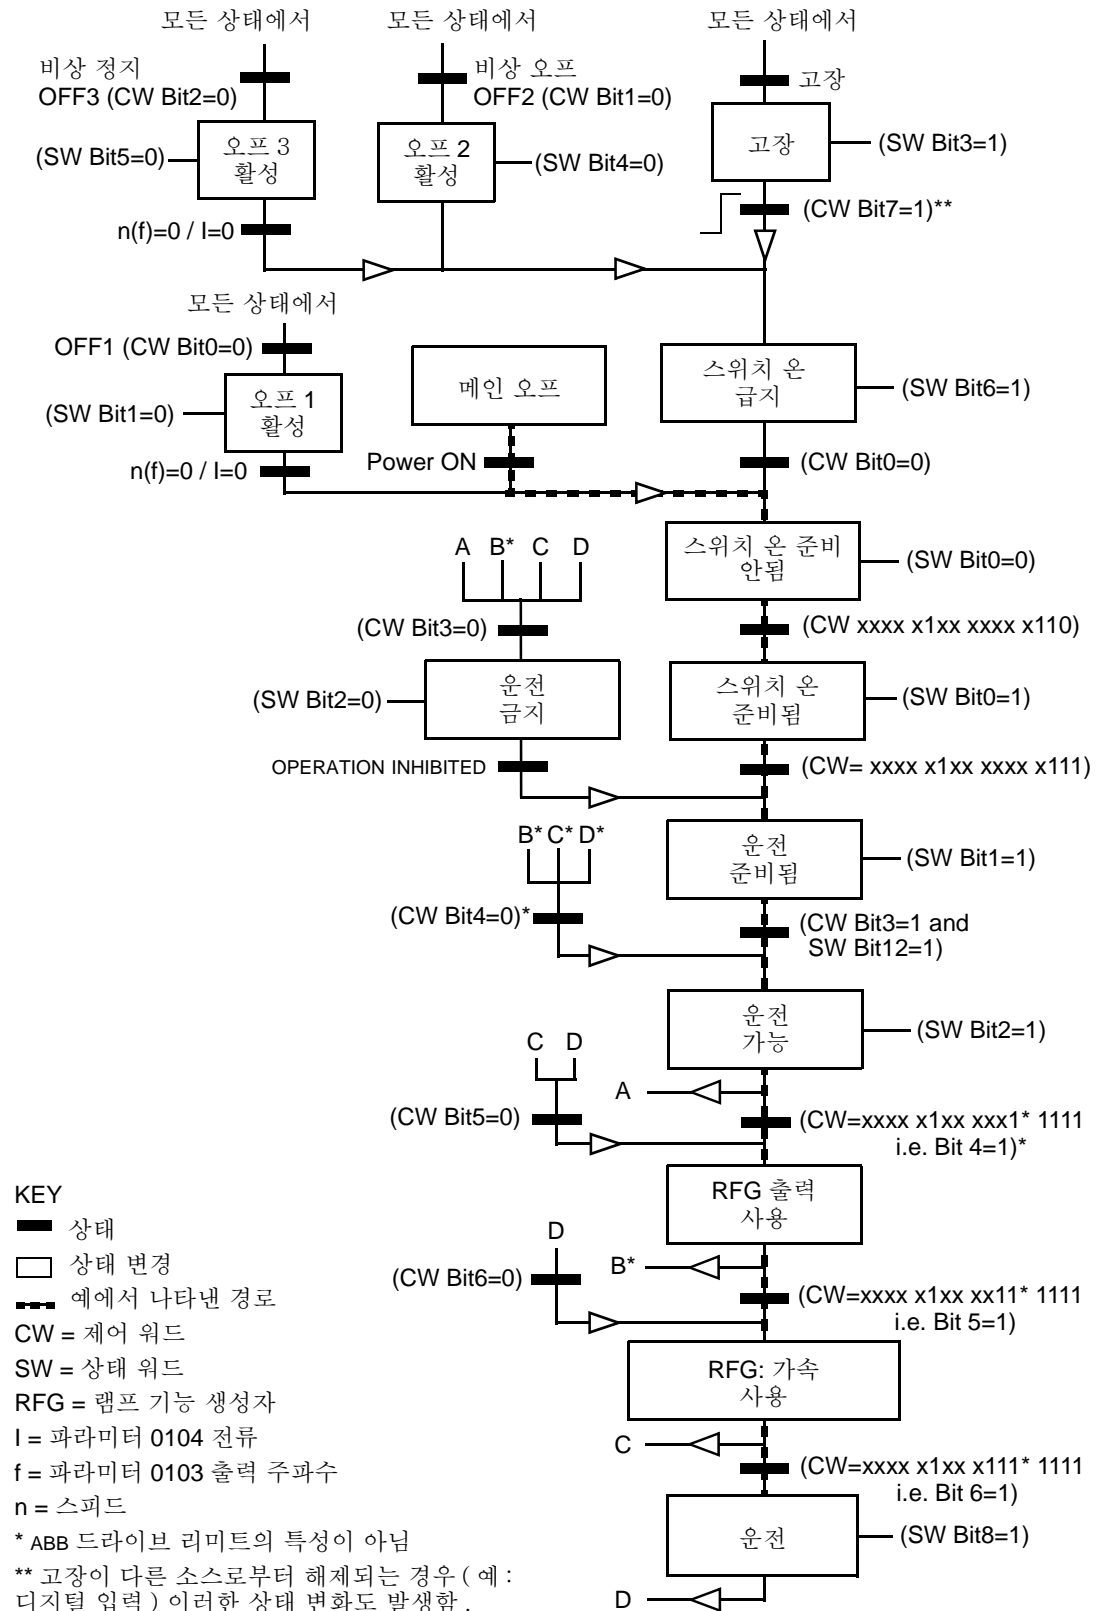 모든 상태에서
모든 상태에서
모든 상태에서
비상 정지
OFF3 (CW Bit2=0)
비상 오프
OFF2 (CW Bit1=0)
고장
오프 3
활성
(SW Bit5=0)
오프 2
활성
(SW Bit4=0)
고장
(SW Bit3=1)
n(f)=0 / I=0
(CW Bit7=1)**
모든 상태에서
OFF1 (CW Bit0=0)
오프 1
활성
(SW Bit1=0)
메인 오프
스위치 온
금지
(SW Bit6=1)
n(f)=0 / I=0
Power ON
(CW Bit0=0)
A B* C D
스위치 온 준비
안됨
(SW Bit0=0)
(CW Bit3=0)
(CW xxxx x1xx xxxx x110)
(SW Bit2=0)
운전
금지
스위치 온
준비됨
(SW Bit0=1)
OPERATION INHIBITED
(CW= xxxx x1xx xxxx x111)
B* C* D*
운전
준비됨
(SW Bit1=1)
(CW Bit4=0)*
(CW Bit3=1 and
SW Bit12=1)
운전
가능
(SW Bit2=1)
C D
A
(CW Bit5=0)
(CW=xxxx x1xx xxx1* 1111
i.e. Bit 4=1)*
RFG 출력
사용
D
B*
(CW Bit6=0)
(CW=xxxx x1xx xx11* 1111
i.e. Bit 5=1)
RFG: 가속
사용
C
(CW=xxxx x1xx x111* 1111
i.e. Bit 6=1)
운전
(SW Bit8=1)
D
KEY
상태
상태 변경
예에서 나타낸 경로
CW = 제어 워드
SW = 상태 워드
RFG = 램프 기능 생성자
I = 파라미터 0104 전류
f = 파라미터 0103 출력 주파수
n = 스피드
* ABB 드라이브 리미트의 특성이 아님
** 고장이 다른 소스로부터 해제되는 경우 ( 예 :
디지털 입력 ) 이러한 상태 변화도 발생함 .